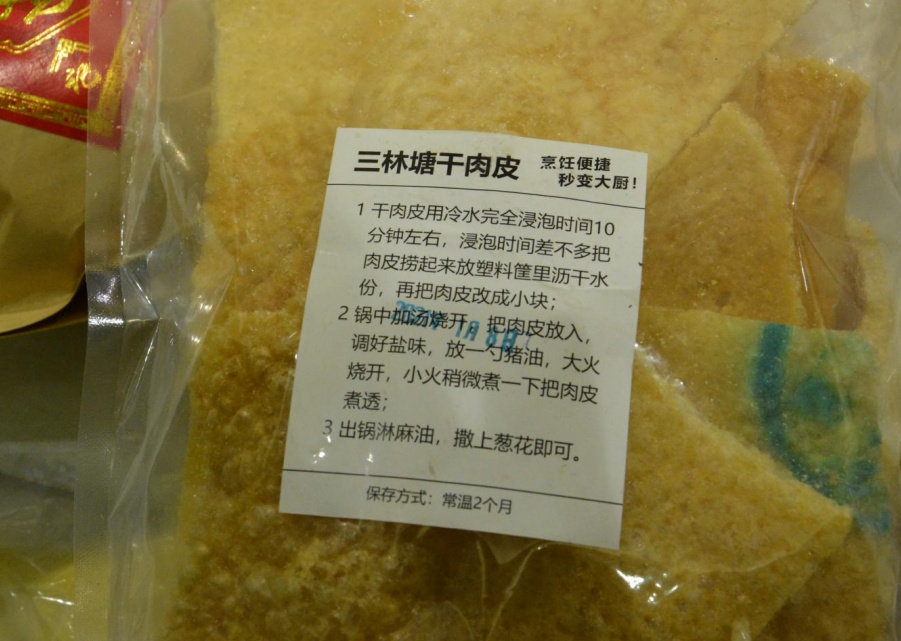 三林塘干肉皮
烹饪便捷
秒变大厨!
1 干肉皮用冷水完全浸泡时间10
分钟左右，浸泡时间差不多把
肉皮捞起来放塑料筐里沥干水
份，再把肉皮改成小块；
2 锅中加汤烧开，把肉皮放入，
调好盐味，放一勺猪油，大火
烧开，小火稍微煮一下把肉皮
煮透；
3 出锅淋麻油，撒上葱花即可。
保存方式：常温2个月